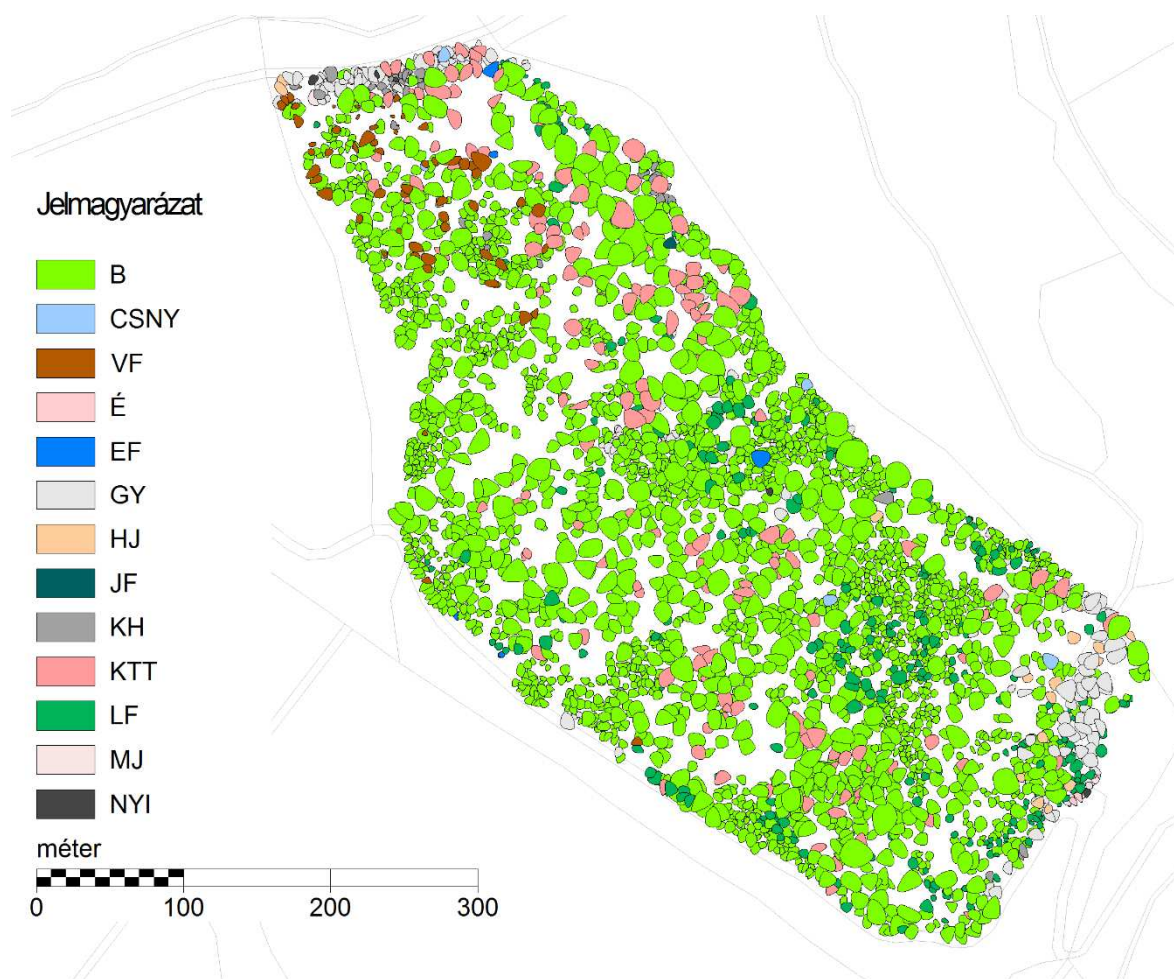 Jelmagyarázat
B
CSNY
VF
É
EF
GY
HJ
JF
KH
KTT
LF
MJ
NYI
méter
0 100 200 300